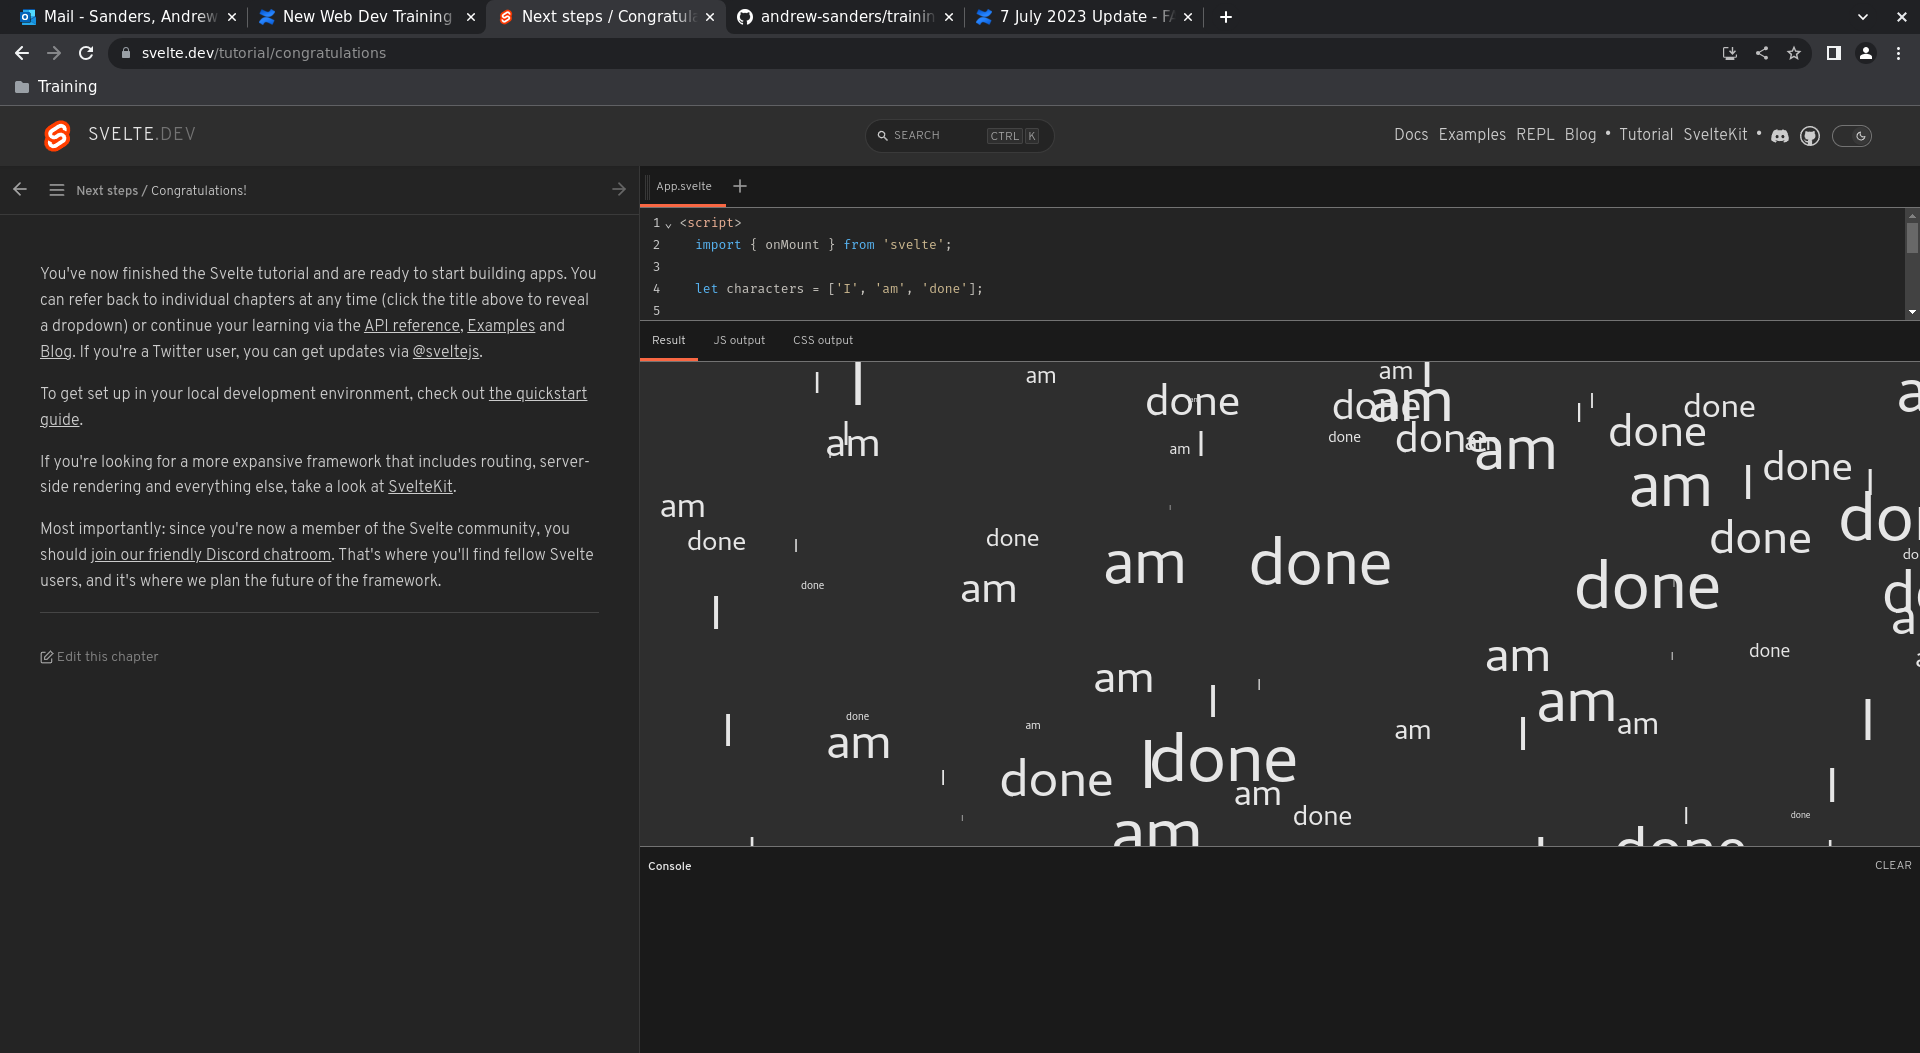 Mail - Sanders, Andrew
New Web Dev Training
Next steps / Congratula
andrew-sanders/trainin
7 July 2023 Update - FA
svelte.dev/tutorial/congratulations
Training
SVELTE.DEV
SEARCH CTRL K
Docs Examples REPL Blog • Tutorial SvelteKit •
Next steps / Congratulations!
You've now finished the Svelte tutorial and are ready to start building apps. You
can refer back to individual chapters at any time (click the title above to reveal
a dropdown) or continue your learning via the API reference, Examples and
Blog. If you're a Twitter user, you can get updates via @sveltejs.
To get set up in your local development environment, check out the quickstart
guide.
If you're looking for a more expansive framework that includes routing, server-
side rendering and everything else, take a look at SvelteKit.
Most importantly: since you're now a member of the Svelte community, you
should join our friendly Discord chatroom. That's where you'll find fellow Svelte
users, and it's where we plan the future of the framework.
Edit this chapter
App.svelte
1 <script>
2 import { onMount } from 'svelte';
3
4 let characters = ['I', 'am', 'done'];
5
Result JS output CSS output
I I am am I
done am done am I I done a
I am am I done done am am done
am I done I
am I done
done I done am done done don
am done am done do
I am done d
a
am am I done
am I I am
I done am am I am I
am I done I done
am I
I done I done
I am I done I
Console CLEAR